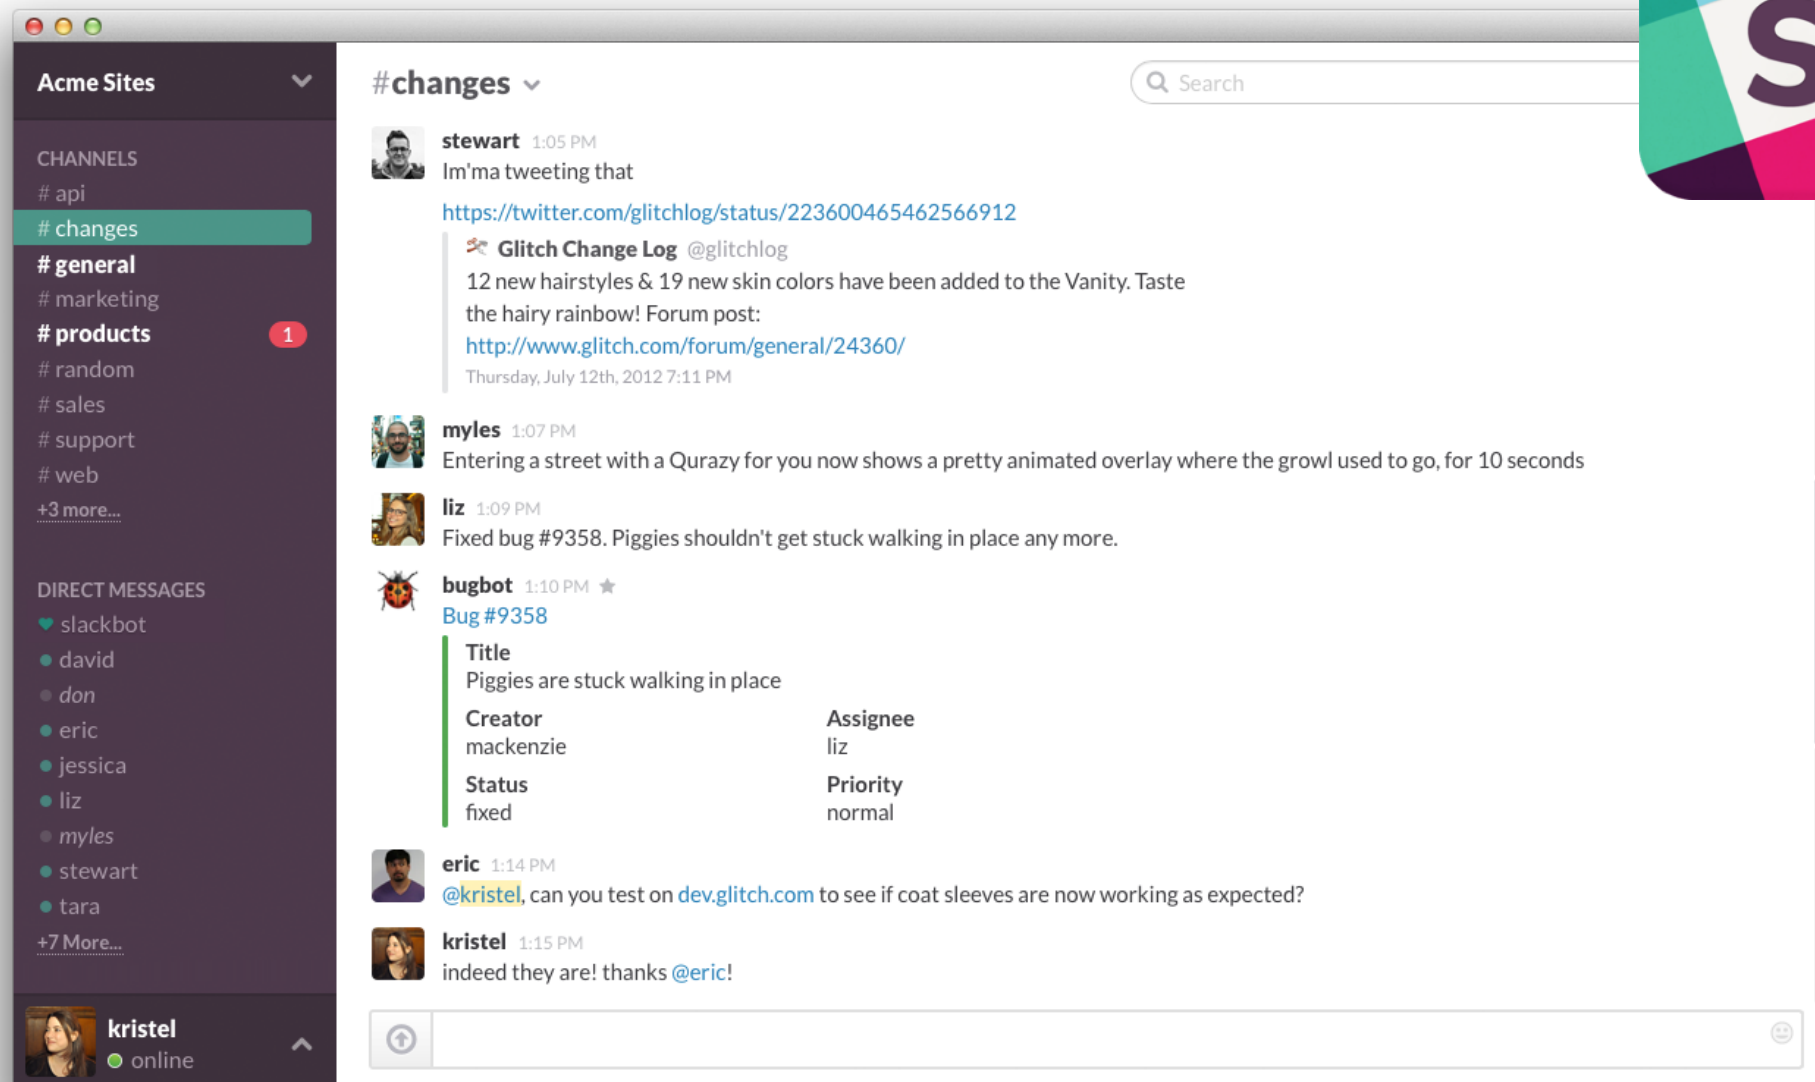 Acme Sites
CHANNELS
# api
# changes
# general
# marketing
# products 1
# random
# sales
# support
# web
+3 more...
DIRECT MESSAGES
slackbot
david
don
eric
jessica
liz
myles
stewart
tara
+7 More...
kristel
online
#changes
Search
S
stewart 1:05 PM
Im'ma tweeting that
https://twitter.com/glitchlog/status/223600465462566912
Glitch Change Log @glitchlog
12 new hairstyles & 19 new skin colors have been added to the Vanity. Taste
the hairy rainbow! Forum post:
http://www.glitch.com/forum/general/24360/
Thursday, July 12th, 2012 7:11 PM
myles 1:07 PM
Entering a street with a Qurazy for you now shows a pretty animated overlay where the growl used to go, for 10 seconds
liz 1:09 PM
Fixed bug #9358. Piggies shouldn't get stuck walking in place any more.
bugbot 1:10 PM
Bug #9358
Title
Piggies are stuck walking in place
Creator Assignee
mackenzie liz
Status Priority
fixed normal
eric 1:14 PM
@kristel, can you test on dev.glitch.com to see if coat sleeves are now working as expected?
kristel 1:15 PM
indeed they are! thanks @eric!